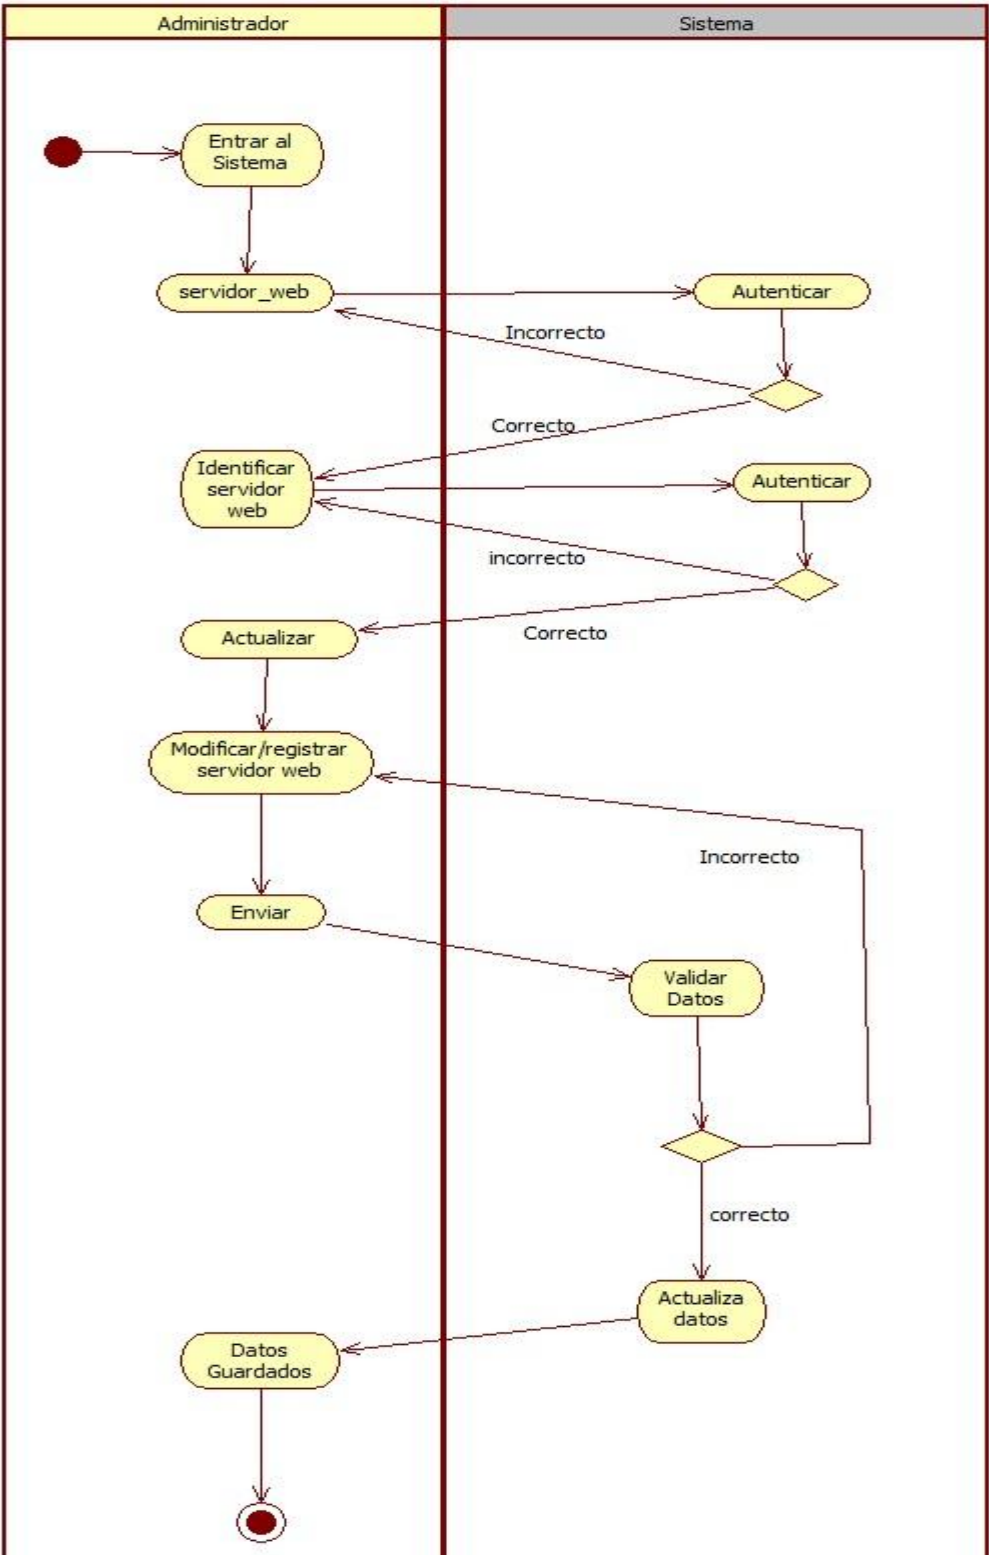 Administrador
Sistema
Entrar al
Sistema
servidor_web
Autenticar
Incorrecto
Correcto
Identificar
servidor
web
Autenticar
incorrecto
Correcto
Actualizar
Modificar/registrar
servidor web
Incorrecto
Enviar
Validar
Datos
correcto
Actualiza
datos
Datos
Guardados